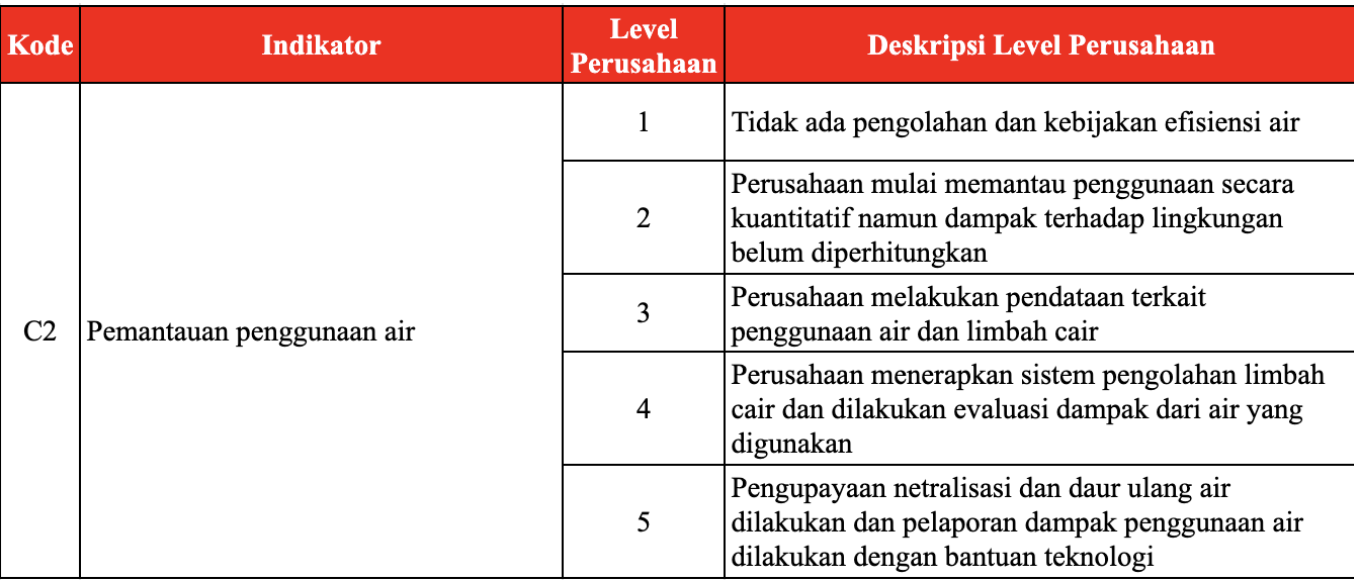 Kode
Indikator
Level
Perusahaan
Deskripsi Level Perusahaan
C2
Pemantauan penggunaan air
1
Tidak ada pengolahan dan kebijakan efisiensi air
2
Perusahaan mulai memantau penggunaan secara
kuantitatif namun dampak terhadap lingkungan
belum diperhitungkan
3
Perusahaan melakukan pendataan terkait
penggunaan air dan limbah cair
4
Perusahaan menerapkan sistem pengolahan limbah
cair dan dilakukan evaluasi dampak dari air yang
digunakan
5
Pengupayaan netralisasi dan daur ulang air
dilakukan dan pelaporan dampak penggunaan air
dilakukan dengan bantuan teknologi